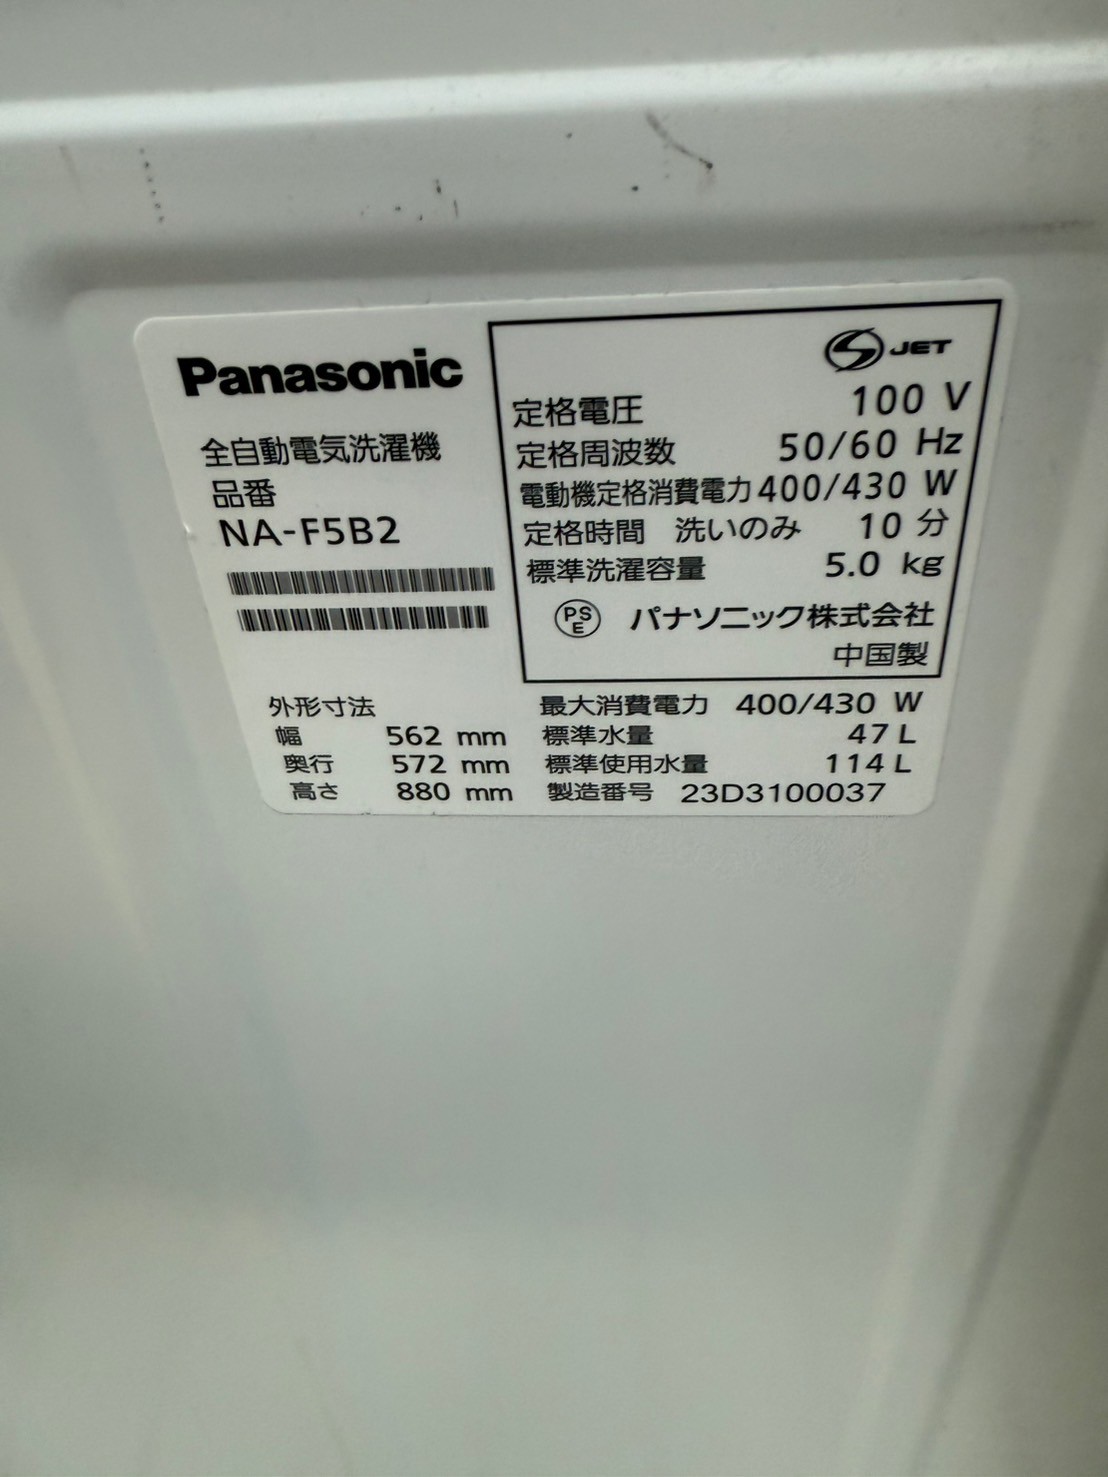 Panasonic
全自動電気洗濯機
品番
NA-F5B2
外形寸法
幅 562 mm
奥行 572 mm
高さ 880 mm
JET
定格電圧 100 V
定格周波数 50/60 Hz
電動機定格消費電力 400/430 W
定格時間 洗いのみ 10 分
標準洗濯容量 5.0 kg
PSE パナソニック株式会社
中国製
最大消費電力 400/430 W
標準水量 47 L
標準使用水量 114 L
製造番号 23D3100037